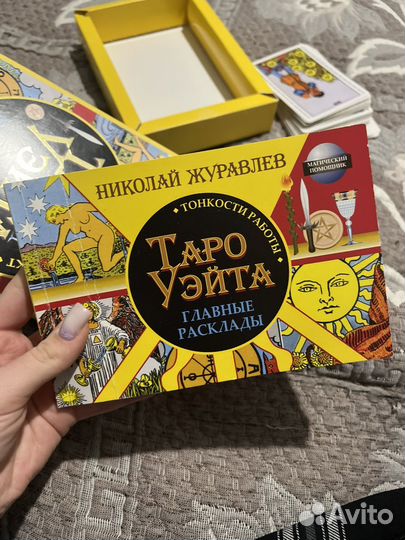 НИКОЛАЙ ЖУРАВЛЕВ
МАГИЧЕСКИЙ
ПОМОЩНИК
ТОНКОСТИ РАБОТЫ
ТАРО
УЭЙТА
ГЛАВНЫЕ
РАСКЛАДЫ
Avito